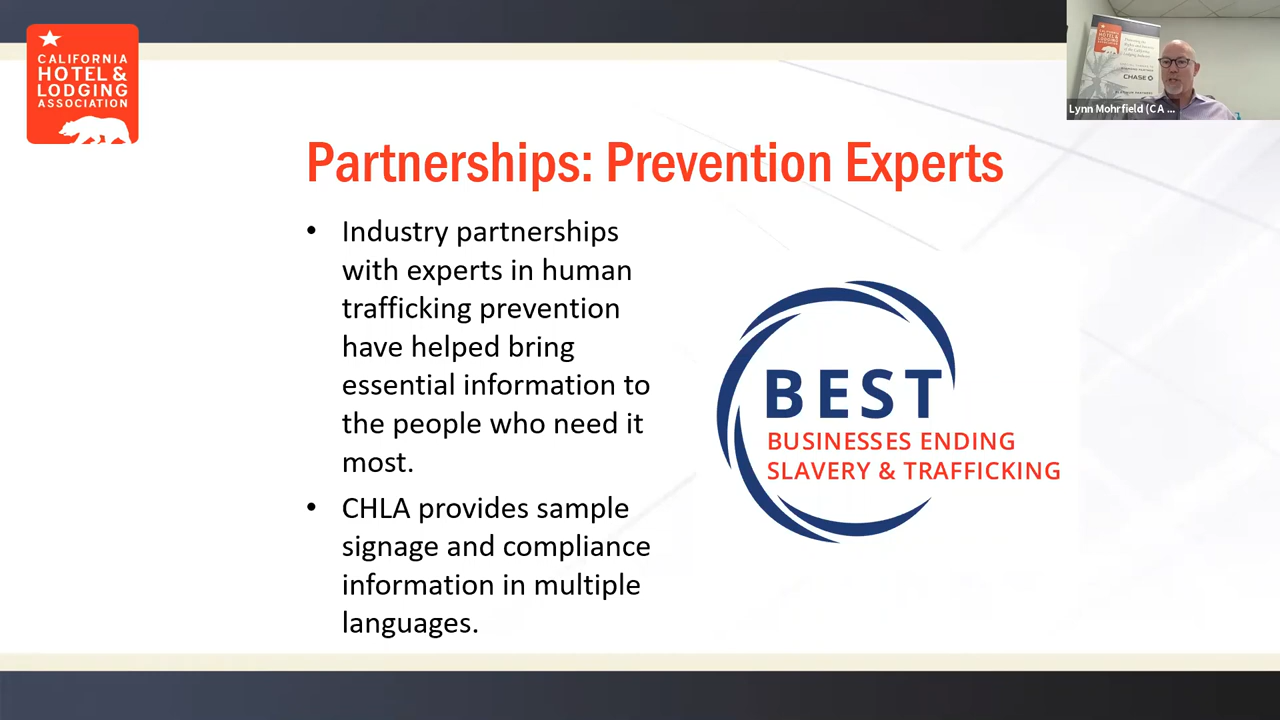 CALIFORNIA
HOTEL &
LODGING
ASSOCIATION
CHASE
Lynn Mohrfield (CA ...
Partnerships: Prevention Experts
• Industry partnerships
with experts in human
trafficking prevention
have helped bring
essential information to
the people who need it
most.
• CHLA provides sample
signage and compliance
information in multiple
languages.
BEST
BUSINESSES ENDING
SLAVERY & TRAFFICKING